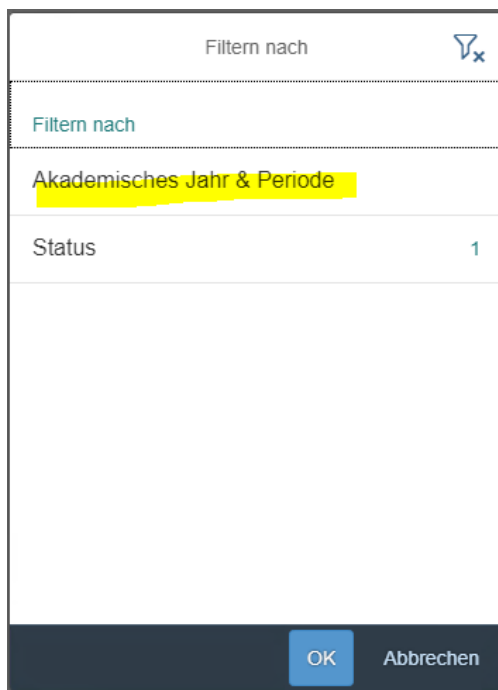 Filtern nach
Filtern nach
Akademisches Jahr & Periode
Status 1
OK Abbrechen